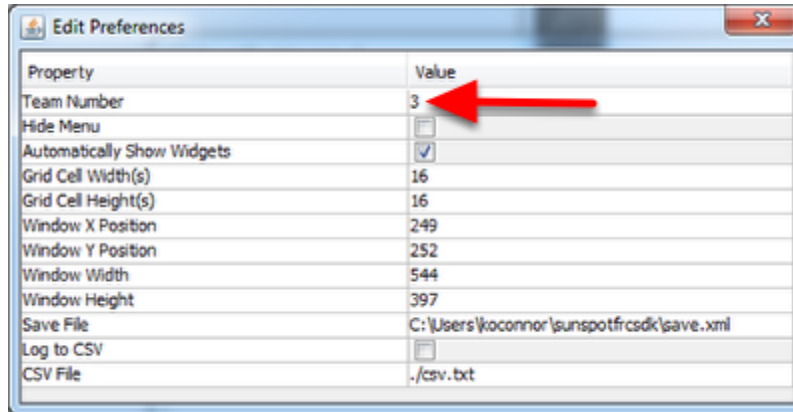 Edit Preferences
Property Value
Team Number 3
Hide Menu
Automatically Show Widgets
Grid Cell Width(s) 16
Grid Cell Height(s) 16
Window X Position 249
Window Y Position 252
Window Width 544
Window Height 397
Save File C:\Users\koconnor\sunspotfrcsdk\save.xml
Log to CSV
CSV File ./csv.txt